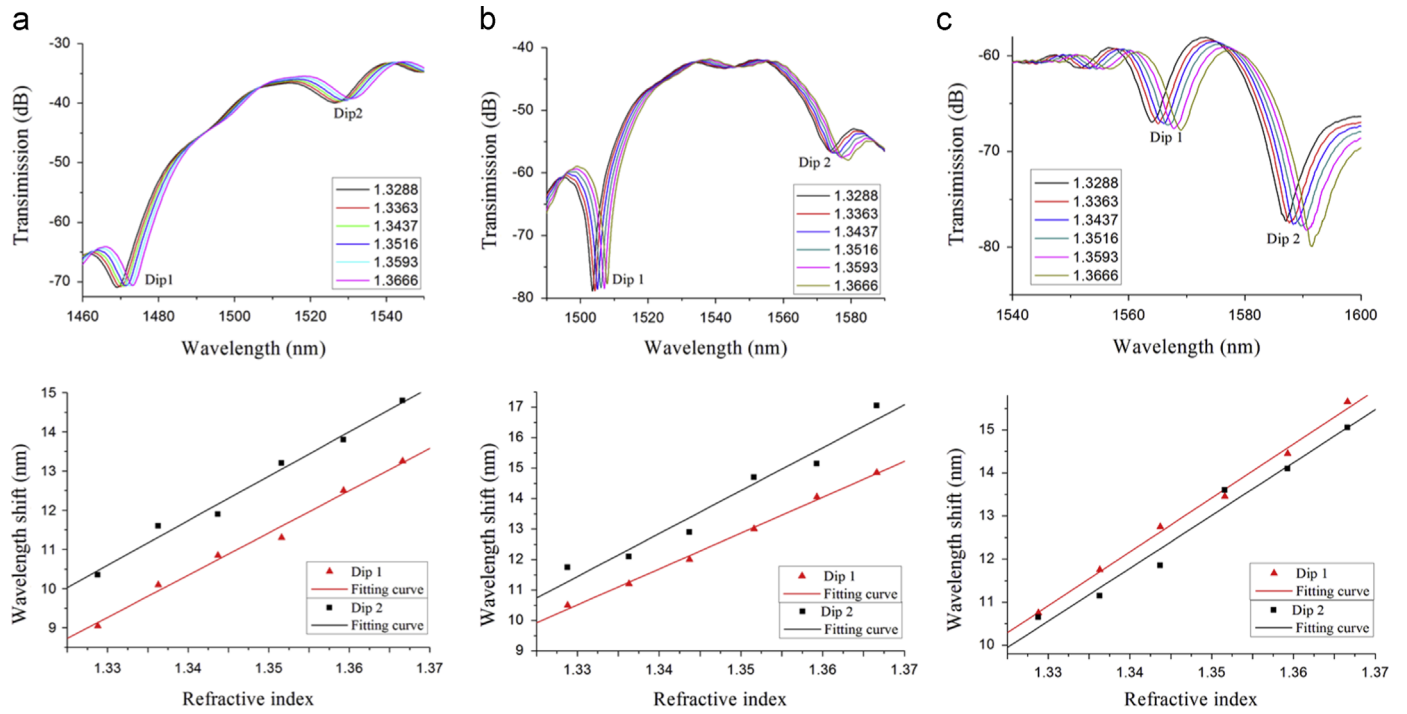 a
b
c
-30
-40
-50
-60
-70
Transimission (dB)
Dip1
Dip2
1.3288
1.3363
1.3437
1.3516
1.3593
1.3666
1460
1480
1500
1520
1540
Wavelength (nm)
-40
-50
-60
-70
-80
Transmission (dB)
Dip 1
Dip 2
1.3288
1.3363
1.3437
1.3516
1.3593
1.3666
1500
1520
1540
1560
1580
Wavelength (nm)
-60
-70
-80
Transmission (dB)
Dip 1
Dip 2
1.3288
1.3363
1.3437
1.3516
1.3593
1.3666
1540
1560
1580
1600
Wavelength (nm)
15
14
13
12
11
10
9
Wavelength shift (nm)
Dip 1
Fitting curve
Dip 2
Fitting curve
1.33
1.34
1.35
1.36
1.37
Refractive index
17
16
15
14
13
12
11
10
9
Wavelength shift (nm)
Dip 1
Fitting curve
Dip 2
Fitting curve
1.33
1.34
1.35
1.36
1.37
Refractive index
15
14
13
12
11
10
Wavelength shift (nm)
Dip 1
Fitting curve
Dip 2
Fitting curve
1.33
1.34
1.35
1.36
1.37
Refractive index